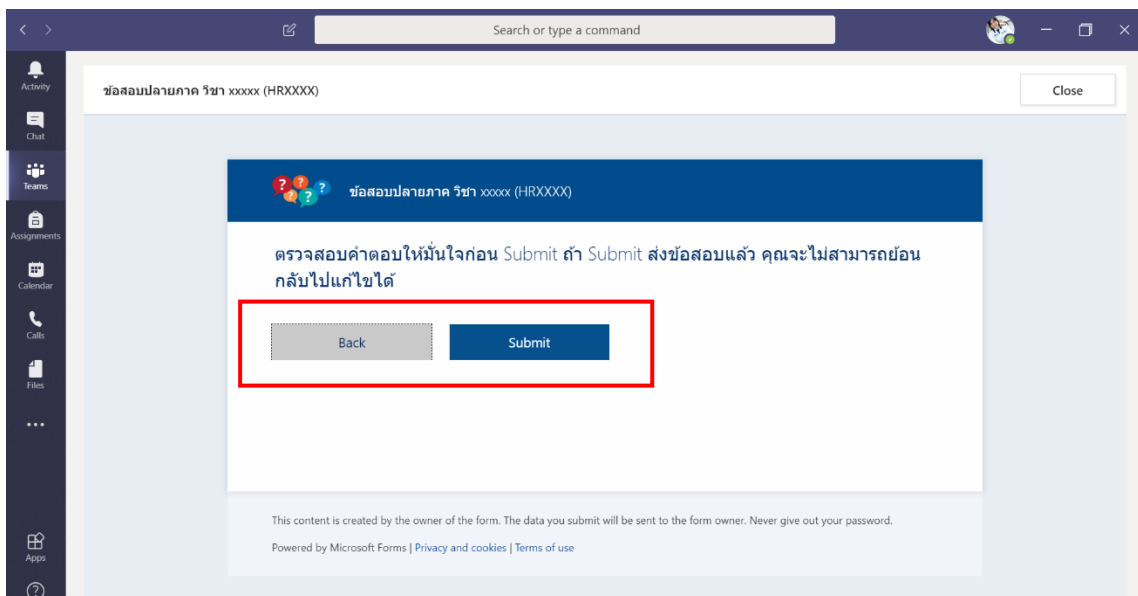 Search or type a command
Activity
Chat
Teams
Assignments
Calendar
Calls
Files
Apps
ข้อสอบปลายภาค วิชา xxxxx (HRXXXX)
Close
ข้อสอบปลายภาค วิชา xxxxx (HRXXXX)
ตรวจสอบคำตอบให้มั่นใจก่อน Submit ถ้า Submit ส่งข้อสอบแล้ว คุณจะไม่สามารถย้อน
กลับไปแก้ไขได้
Back
Submit
This content is created by the owner of the form. The data you submit will be sent to the form owner. Never give out your password.
Powered by Microsoft Forms | Privacy and cookies | Terms of use